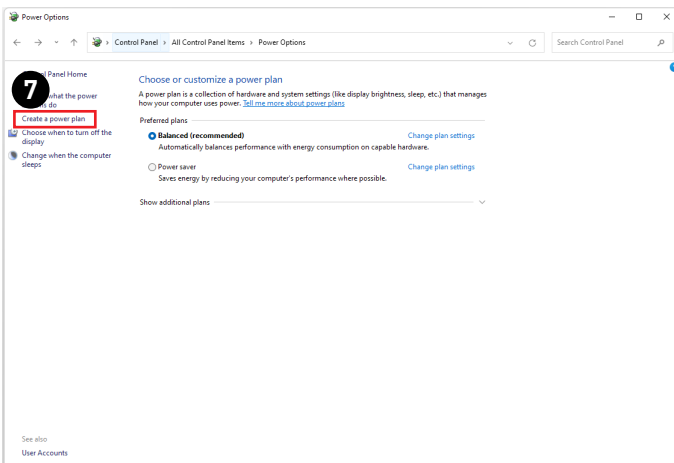 Power Options
Control Panel > All Control Panel Items > Power Options
Search Control Panel
7
Panel Home
what the power
do
Create a power plan
Choose when to turn off the
display
Change when the computer
sleeps
Choose or customize a power plan
A power plan is a collection of hardware and system settings (like display brightness, sleep, etc.) that manages
how your computer uses power. Tell me more about power plans
Preferred plans
Balanced (recommended)
Change plan settings
Automatically balances performance with energy consumption on capable hardware.
Power saver
Change plan settings
Saves energy by reducing your computer's performance where possible.
Show additional plans
See also
User Accounts